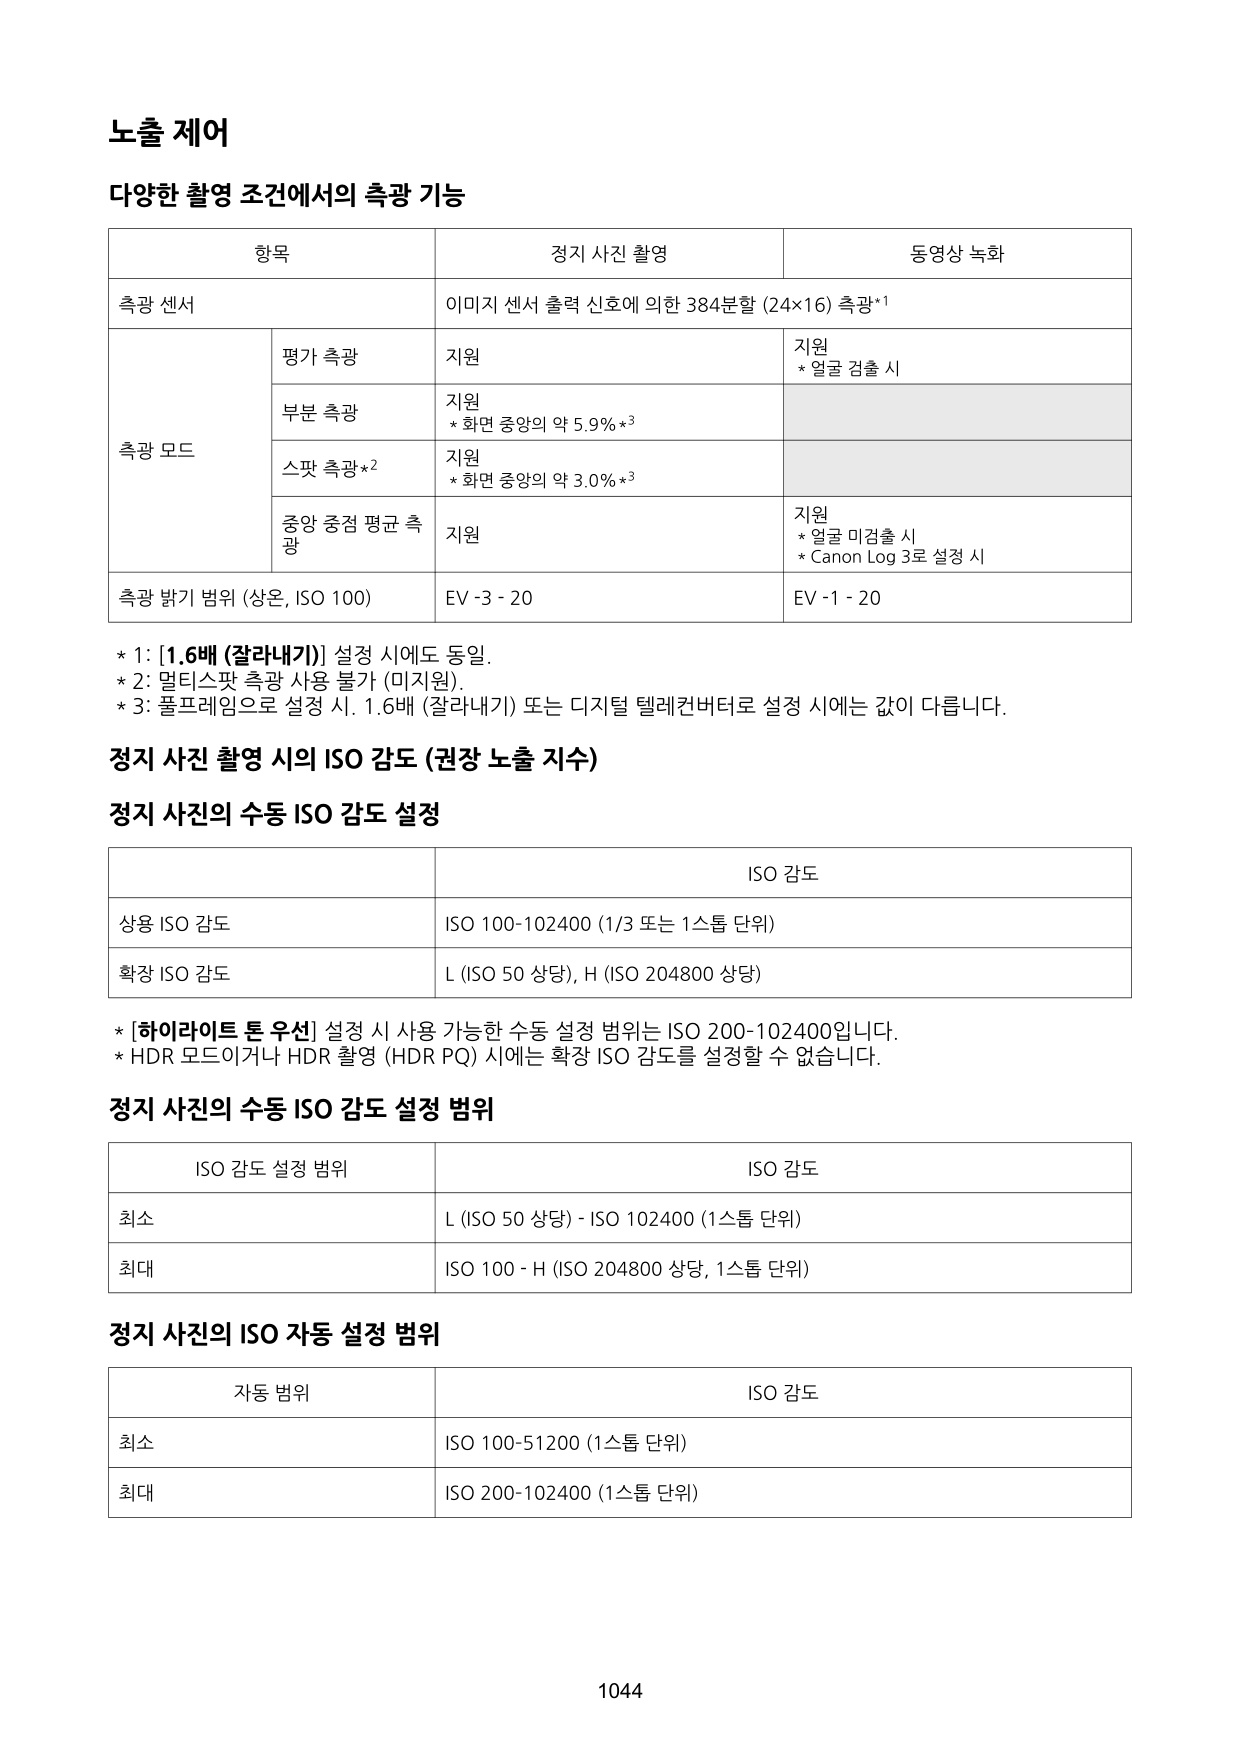 노출 제어
다양한 촬영 조건에서의 측광 기능
항목 정지 사진 촬영 동영상 녹화
측광 센서 이미지 센서 출력 신호에 의한 384분할 (24×16) 측광*1
측광 모드
평가 측광 지원 지원
* 얼굴 검출 시
부분 측광 지원
* 화면 중앙의 약 5.9%*3
스팟 측광*2 지원
* 화면 중앙의 약 3.0%*3
중앙 중점 평균 측
광
지원
지원
* 얼굴 미검출 시
* Canon Log 3로 설정 시
측광 밝기 범위 (상온, ISO 100) EV -3 - 20 EV -1 - 20
* 1: [1.6배 (잘라내기)] 설정 시에도 동일.
* 2: 멀티스팟 측광 사용 불가 (미지원).
* 3: 풀프레임으로 설정 시. 1.6배 (잘라내기) 또는 디지털 텔레컨버터로 설정 시에는 값이 다릅니다.
정지 사진 촬영 시의 ISO 감도 (권장 노출 지수)
정지 사진의 수동 ISO 감도 설정
ISO 감도
상용 ISO 감도 ISO 100-102400 (1/3 또는 1스톱 단위)
확장 ISO 감도 L (ISO 50 상당), H (ISO 204800 상당)
* [하이라이트 톤 우선] 설정 시 사용 가능한 수동 설정 범위는 ISO 200-102400입니다.
* HDR 모드이거나 HDR 촬영 (HDR PQ) 시에는 확장 ISO 감도를 설정할 수 없습니다.
정지 사진의 수동 ISO 감도 설정 범위
ISO 감도 설정 범위 ISO 감도
최소 L (ISO 50 상당) - ISO 102400 (1스톱 단위)
최대 ISO 100 - H (ISO 204800 상당, 1스톱 단위)
정지 사진의 ISO 자동 설정 범위
자동 범위 ISO 감도
최소 ISO 100-51200 (1스톱 단위)
최대 ISO 200-102400 (1스톱 단위)
1044